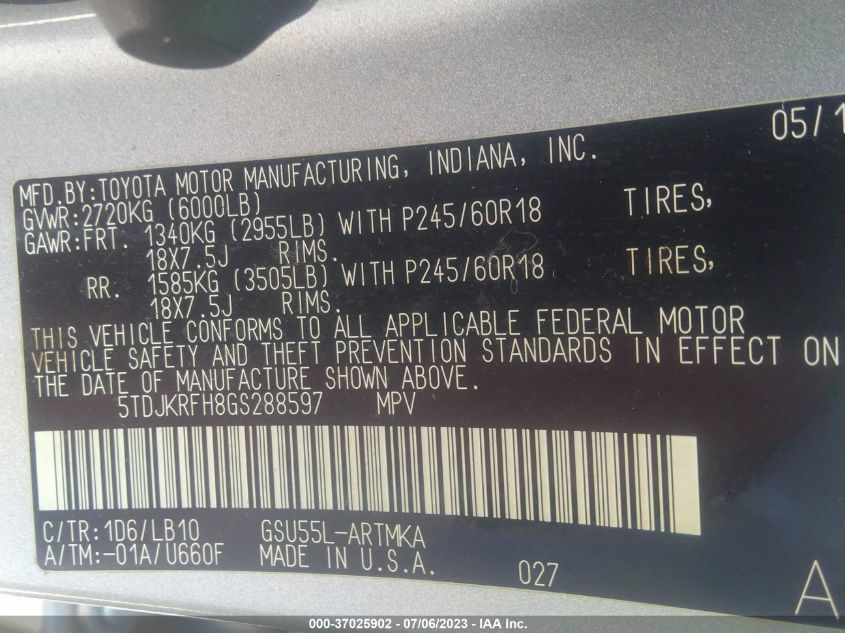 05/1
MFD.BY:TOYOTA MOTOR MANUFACTURING, INDIANA, INC.
GVWR:2720KG (6000LB)
GAWR:FRT. 1340KG (2955LB) WITH P245/60R18 TIRES,
18X7.5J RIMS.
RR. 1585KG (3505LB) WITH P245/60R18 TIRES,
18X7.5J RIMS.
THIS VEHICLE CONFORMS TO ALL APPLICABLE FEDERAL MOTOR
VEHICLE SAFETY AND THEFT PREVENTION STANDARDS IN EFFECT ON
THE DATE OF MANUFACTURE SHOWN ABOVE.
5TDJKRFH8GS288597 MPV
C/TR:1D6/LB10 GSU55L-ARTMKA
A/TM:-01A/U660F MADE IN U.S.A.
027
A
000-37025902 - 07/06/2023 - IAA Inc.